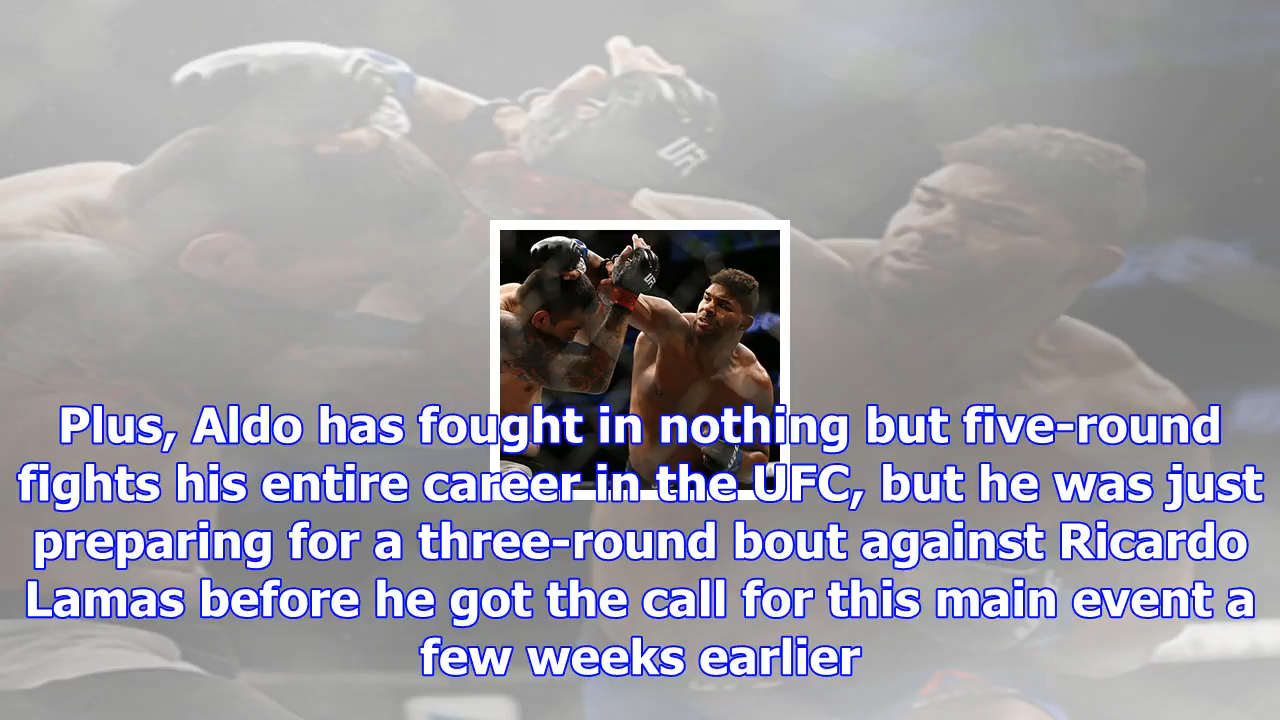 Plus, Aldo has fought in nothing but five-round
fights his entire career in the UFC, but he was just
preparing for a three-round bout against Ricardo
Lamas before he got the call for this main event a
few weeks earlier